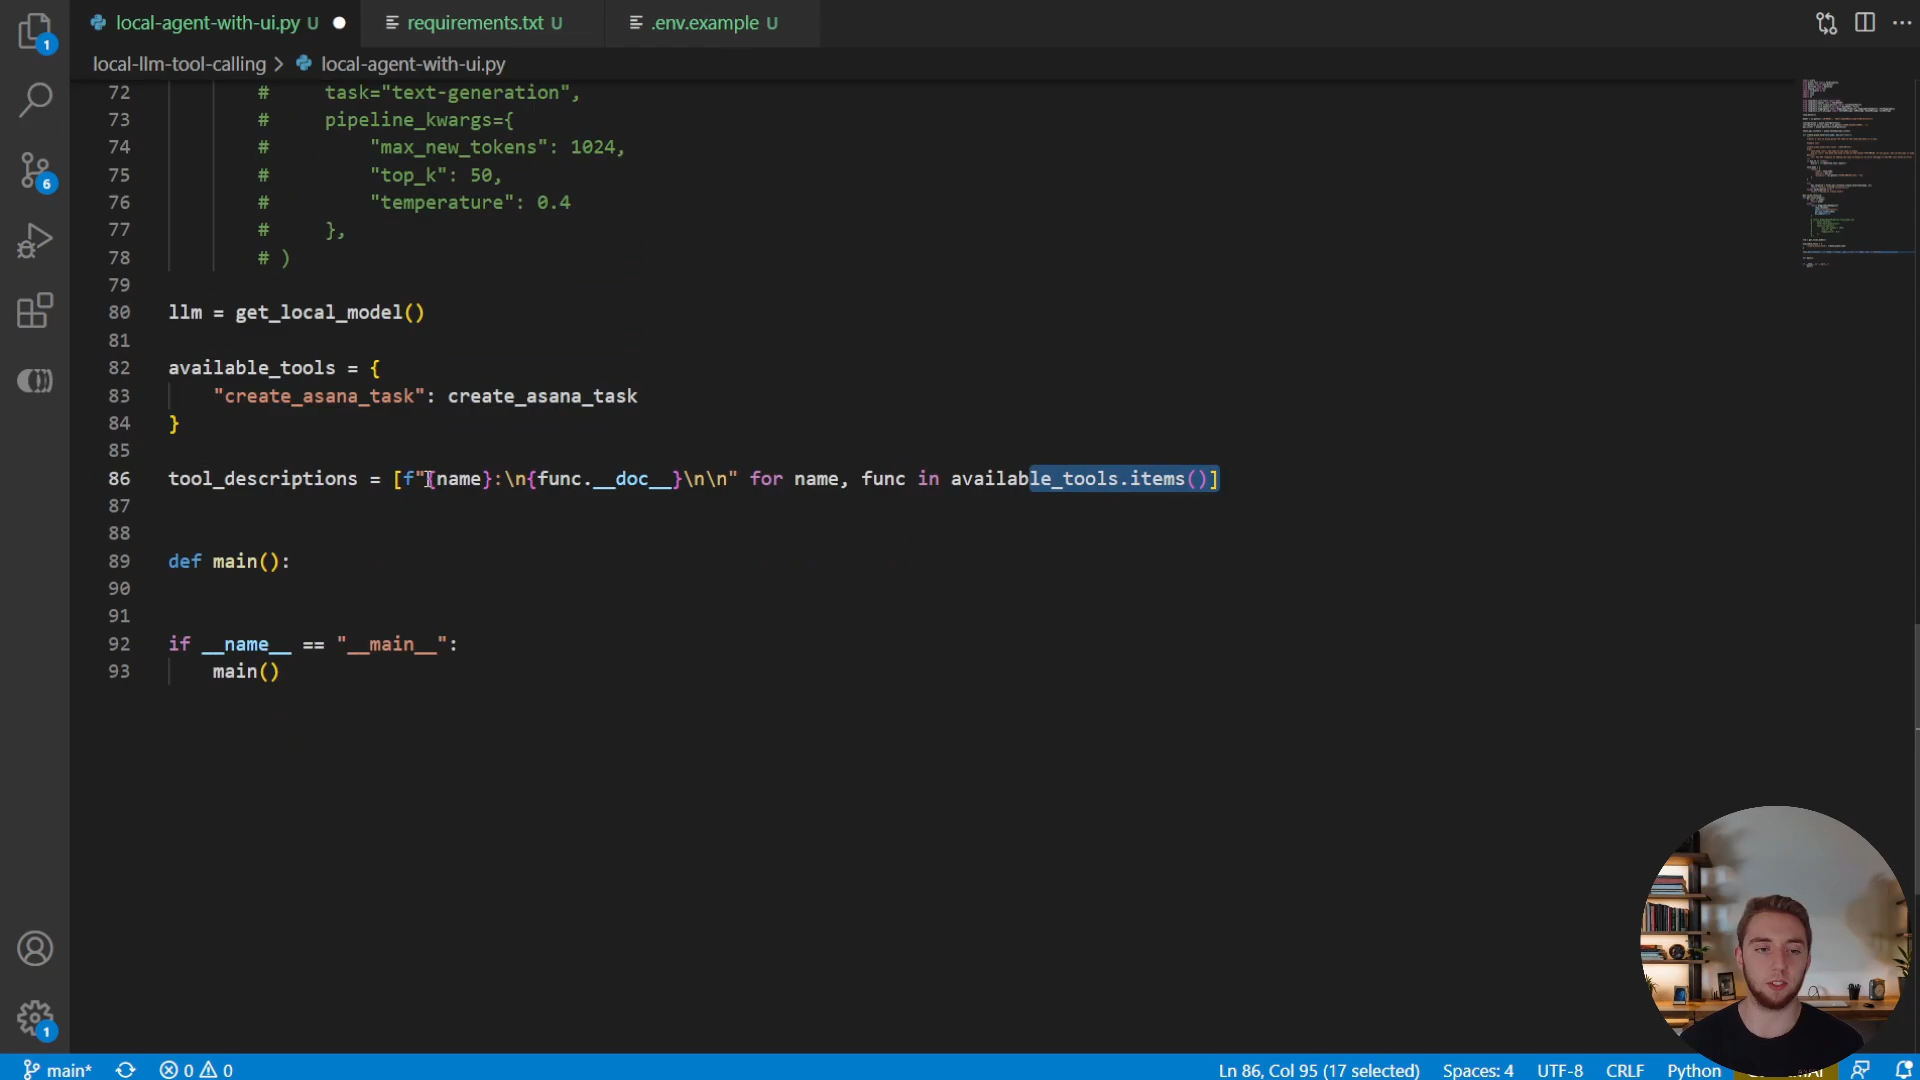 local-agent-with-ui.py U
requirements.txt U
.env.example U
local-llm-tool-calling > local-agent-with-ui.py
72 # task="text-generation",
73 # pipeline_kwargs={
74 # "max_new_tokens": 1024,
75 # "top_k": 50,
76 # "temperature": 0.4
77 # },
78 # )
79
80 llm = get_local_model()
81
82 available_tools = {
83 "create_asana_task": create_asana_task
84 }
85
86 tool_descriptions = [f"{name}:\n{func.__doc__}\n\n" for name, func in available_tools.items()]
87
88
89 def main():
90
91
92 if __name__ == "__main__":
93 main()
1
6
1
main*
0 0
Ln 86, Col 95 (17 selected)
Spaces: 4
UTF-8
CRLF
Python